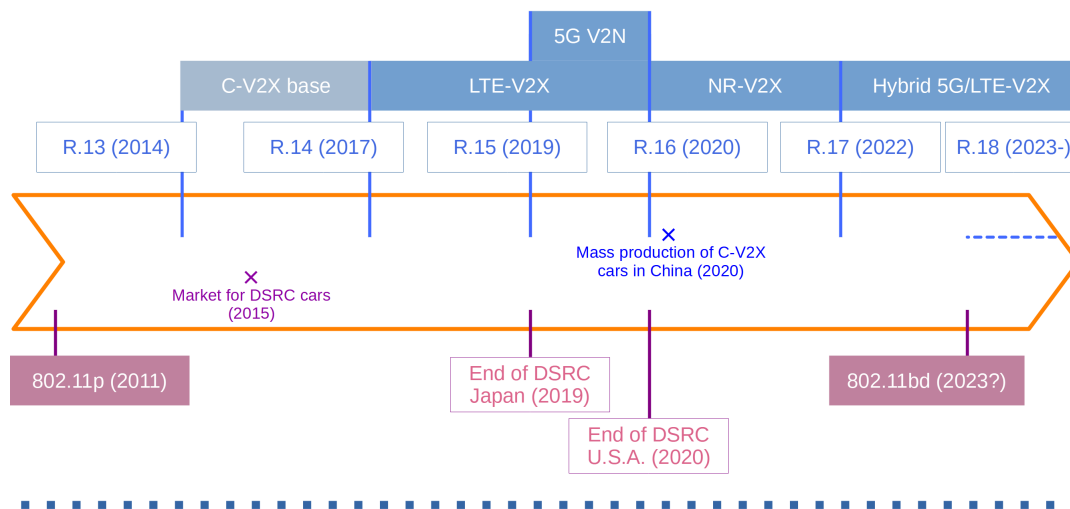 5G V2N
C-V2X base
LTE-V2X
NR-V2X
Hybrid 5G/LTE-V2X
R.13 (2014)
R.14 (2017)
R.15 (2019)
R.16 (2020)
R.17 (2022)
R.18 (2023-)
Mass production of C-V2X
cars in China (2020)
Market for DSRC cars
(2015)
802.11p (2011)
End of DSRC
Japan (2019)
802.11bd (2023?)
End of DSRC
U.S.A. (2020)